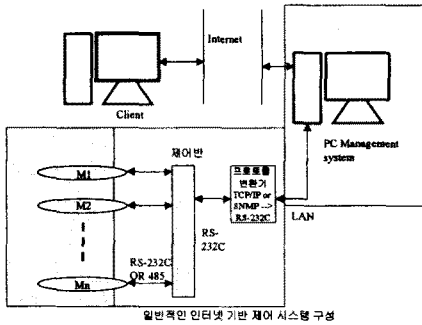 Internet
Client
PC Management
system
제어반
프로토콜
변환기
TCP/IP or
SNMP -->
RS-232C
LAN
M1
M2
Mn
RS-
232C
RS-232C
OR 485
일반적인 인터넷 기반 제어 시스템 구성